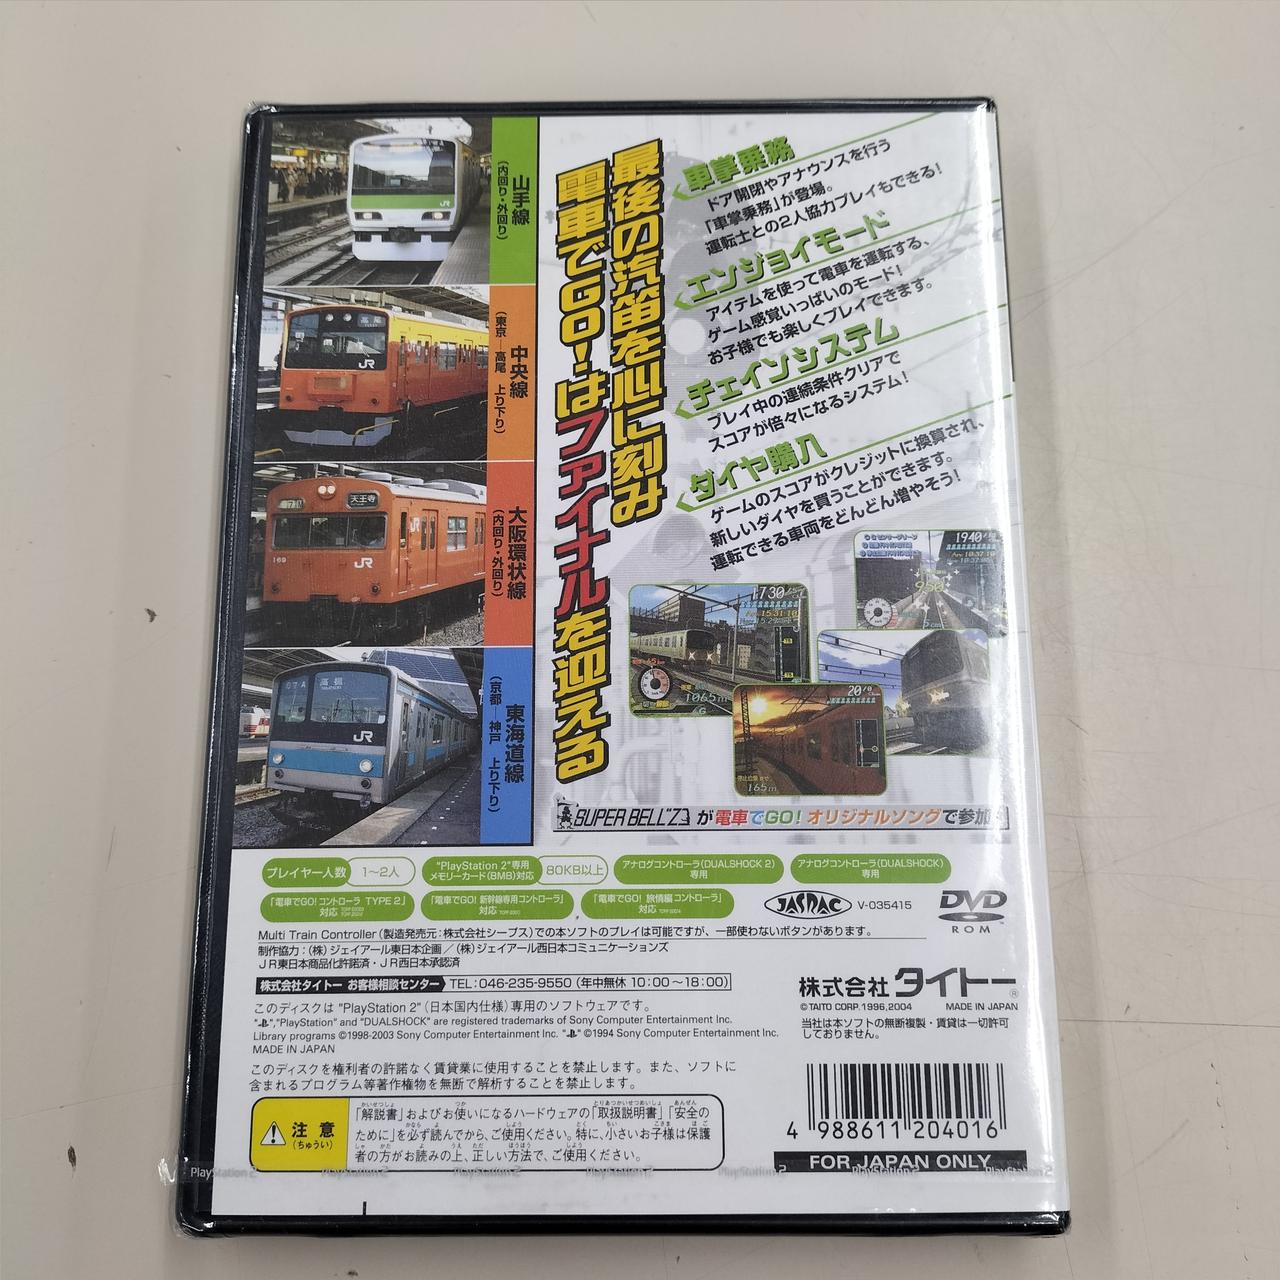 山手線
(内回り・外回り)
中央線
(東京―高尾 上り下り)
高尾
JR
大阪環状線
(内回り・外回り)
天王寺
169
JR
東海道線
(京都―神戸 上り下り)
高槻
JR
最後の汽笛を心に刻み
電車でGO!はファイナルを迎える
車掌乗務
ドア開閉やアナウンスを行う
「車掌乗務」が登場。
運転士との2人協力プレイもできる!
エンジョイモード
アイテムを使って電車を運転する、
ゲーム感覚いっぱいのモード!
お子様でも楽しくプレイできます。
チェインシステム
プレイ中の連続条件クリアで
スコアが倍々になるシステム!
ダイヤ購入
ゲームのスコアがクレジットに換算され、
新しいダイヤを買うことができます。
運転できる車両をどんどん増やそう!
1940
1730
1065m
20/0
165m
SUPER BELL"Z が電車でGO! オリジナルソングで参加
プレイヤー人数 1～2人
"PlayStation 2"専用
メモリーカード(8MB)対応 80KB以上
アナログコントローラ(DUALSHOCK 2)
専用
アナログコントローラ(DUALSHOCK)
専用
「電車でGO! コントローラ TYPE 2」
対応
「電車でGO! 新幹線専用コントローラ」
対応
「電車でGO! 旅情編コントローラ」
対応
JASRAC
V-035415
DVD
ROM
Multi Train Controller(製造発売元:株式会社シープス)での本ソフトのプレイは可能ですが、一部使わないボタンがあります。
制作協力:(株)ジェイアール東日本企画／(株)ジェイアール西日本コミュニケーションズ
JR東日本商品化許諾済・JR西日本承認済
株式会社タイトー お客様相談センター TEL:046-235-9550(年中無休 10:00～18:00)
このディスクは "PlayStation 2"(日本国内仕様)専用のソフトウェアです。
" ","PlayStation" and "DUALSHOCK" are registered trademarks of Sony Computer Entertainment Inc.
Library programs ©1998-2003 Sony Computer Entertainment Inc. " " ©1994 Sony Computer Entertainment Inc.
MADE IN JAPAN
このディスクを権利者の許諾なく賃貸業に使用することを禁止します。また、ソフトに
含まれるプログラム等著作権物を無断で解析することを禁止します。
株式会社タイトー®
©TAITO CORP.1996,2004 MADE IN JAPAN
当社は本ソフトの無断複製・賃貸は一切許可
しておりません。
注意
(ちゅうい)
「解説書」およびお使いになるハードウェアの「取扱説明書」「安全の
ために」を必ず読んでから、ご使用ください。特に、小さいお子様は保護
者の方がお読みの上、正しい方法で、ご使用ください。
4 988611 204016
FOR JAPAN ONLY
PlayStation 2 PlayStation 2 PlayStation 2 PlayStation 2 PlayStation 2 PlayStation 2 PlayStation 2